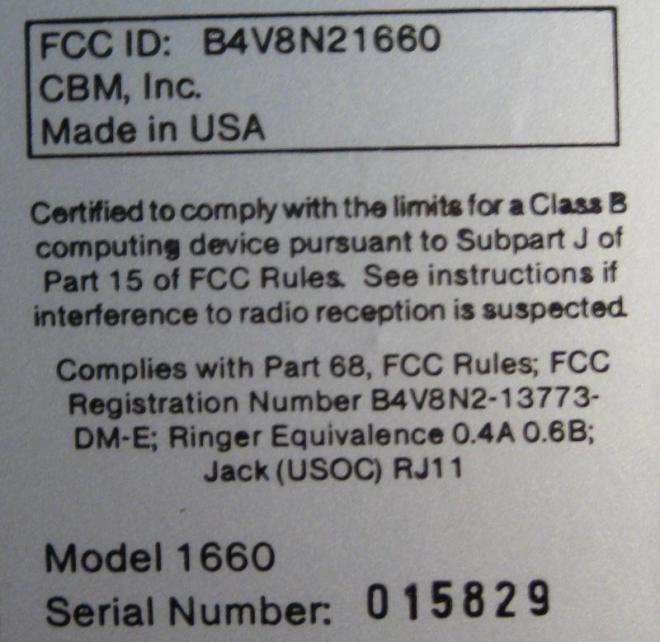 FCC ID: B4V8N21660
CBM, Inc.
Made in USA
Certified to comply with the limits for a Class B
computing device pursuant to Subpart J of
Part 15 of FCC Rules. See instructions if
interference to radio reception is suspected.
Complies with Part 68, FCC Rules; FCC
Registration Number B4V8N2-13773-
DM-E; Ringer Equivalence 0.4A 0.6B;
Jack (USOC) RJ11
Model 1660
Serial Number: 015829